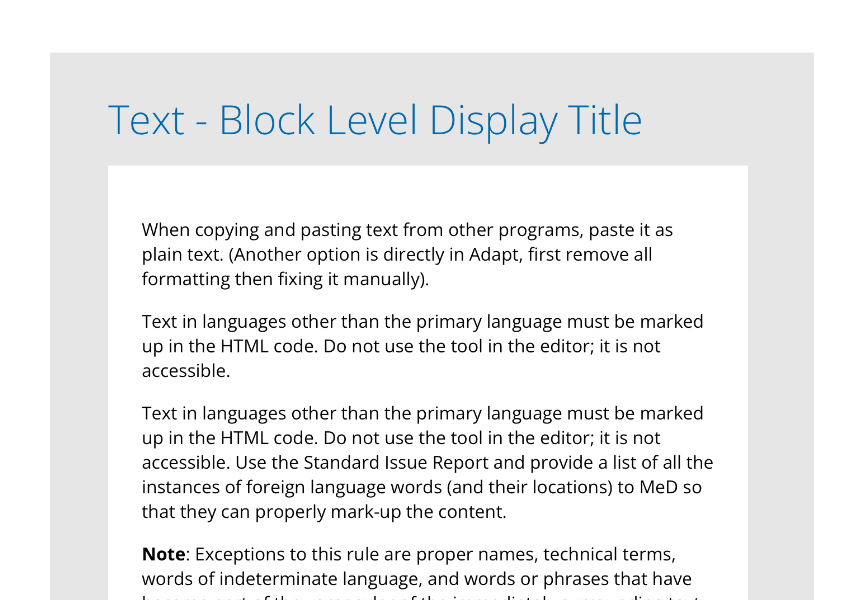 Text - Block Level Display Title
When copying and pasting text from other programs, paste it as
plain text. (Another option is directly in Adapt, first remove all
formatting then fixing it manually).
Text in languages other than the primary language must be marked
up in the HTML code. Do not use the tool in the editor; it is not
accessible.
Text in languages other than the primary language must be marked
up in the HTML code. Do not use the tool in the editor; it is not
accessible. Use the Standard Issue Report and provide a list of all the
instances of foreign language words (and their locations) to MeD so
that they can properly mark-up the content.
Note: Exceptions to this rule are proper names, technical terms,
words of indeterminate language, and words or phrases that have